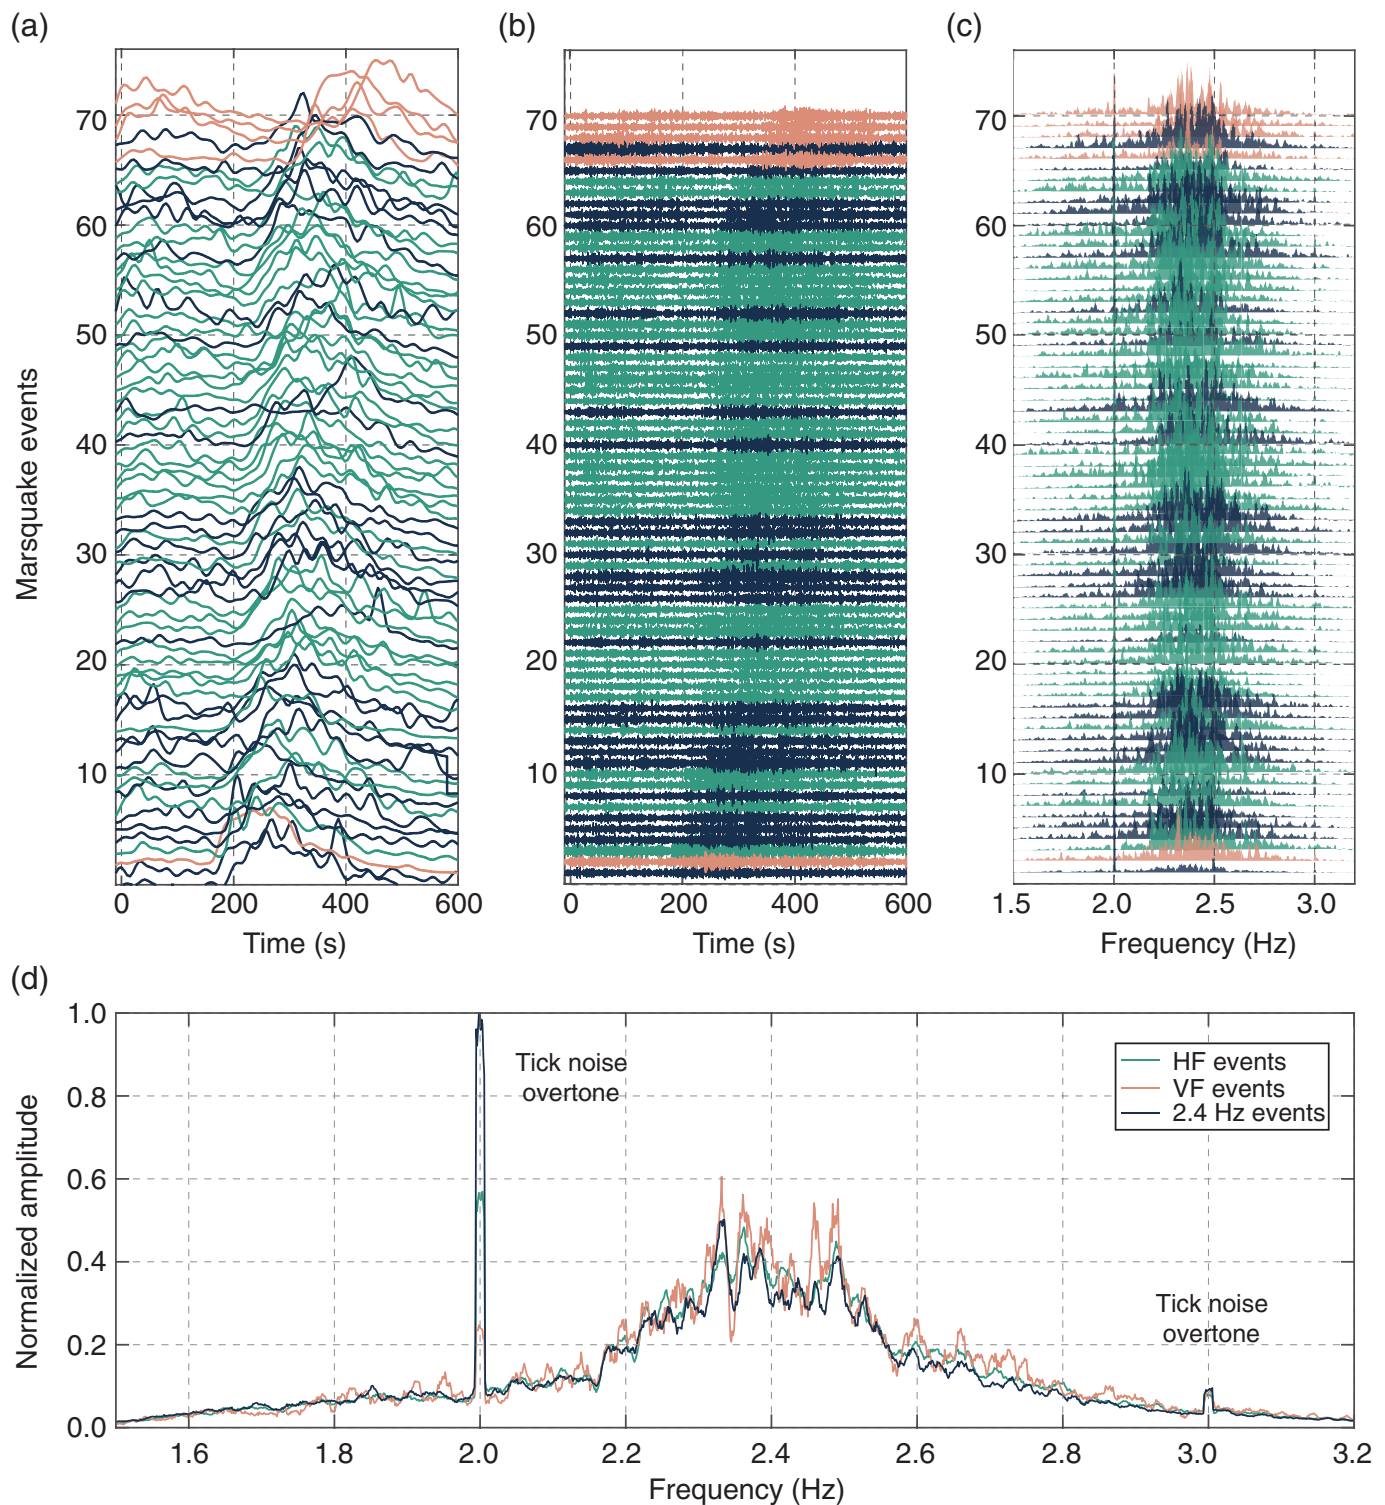 (a)
(b)
(c)
70
60
50
40
30
20
10
Marsquake events
0
200
400
600
Time (s)
70
60
50
40
30
20
10
0
200
400
600
Time (s)
70
60
50
40
30
20
10
1.5
2.0
2.5
3.0
Frequency (Hz)
(d)
1.0
0.8
0.6
0.4
0.2
0.0
Normalized amplitude
Tick noise
overtone
HF events
VF events
2.4 Hz events
Tick noise
overtone
1.6
1.8
2.0
2.2
2.4
2.6
2.8
3.0
3.2
Frequency (Hz)